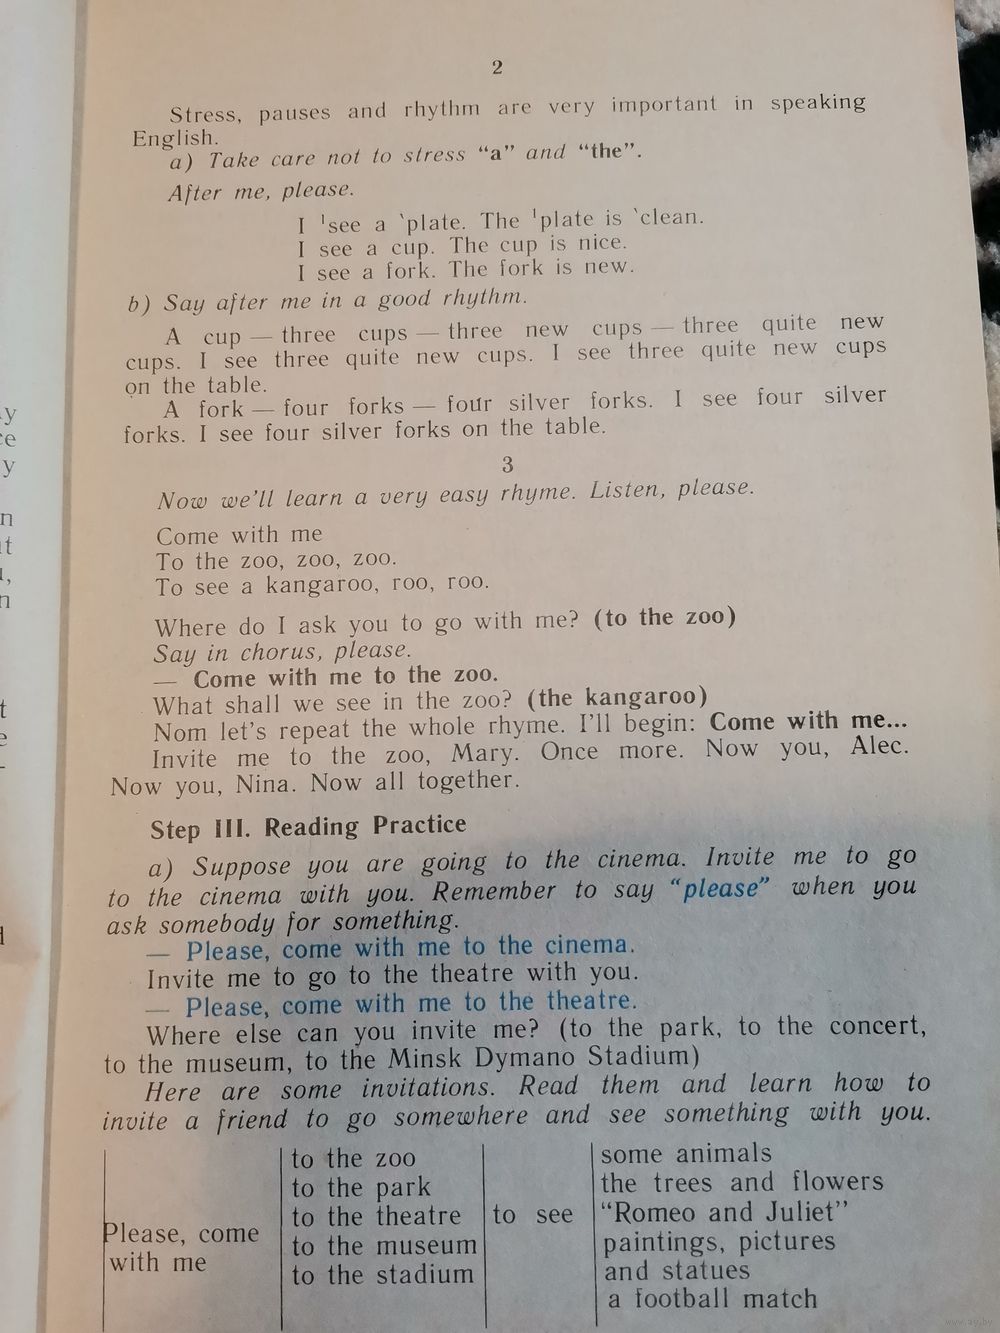 2
Stress, pauses and rhythm are very important in speaking
English.
a) Take care not to stress “a” and “the”.
After me, please.
I ˈsee a ˋplate. The ˈplate is ˋclean.
I see a cup. The cup is nice.
I see a fork. The fork is new.
b) Say after me in a good rhythm.
A cup — three cups — three new cups — three quite new
cups. I see three quite new cups. I see three quite new cups
on the table.
A fork — four forks — four silver forks. I see four silver
forks. I see four silver forks on the table.
3
Now we’ll learn a very easy rhyme. Listen, please.
Come with me
To the zoo, zoo, zoo.
To see a kangaroo, roo, roo.
Where do I ask you to go with me? (to the zoo)
Say in chorus, please.
— Come with me to the zoo.
What shall we see in the zoo? (the kangaroo)
Nom let’s repeat the whole rhyme. I’ll begin: Come with me...
Invite me to the zoo, Mary. Once more. Now you, Alec.
Now you, Nina. Now all together.
Step III. Reading Practice
a) Suppose you are going to the cinema. Invite me to go
to the cinema with you. Remember to say “please” when you
ask somebody for something.
— Please, come with me to the cinema.
Invite me to go to the theatre with you.
— Please, come with me to the theatre.
Where else can you invite me? (to the park, to the concert,
to the museum, to the Minsk Dymano Stadium)
Here are some invitations. Read them and learn how to
invite a friend to go somewhere and see something with you.
Please, come
with me
to the zoo
to the park
to the theatre
to the museum
to the stadium
to see
some animals
the trees and flowers
“Romeo and Juliet”
paintings, pictures
and statues
a football match
www.ay.by